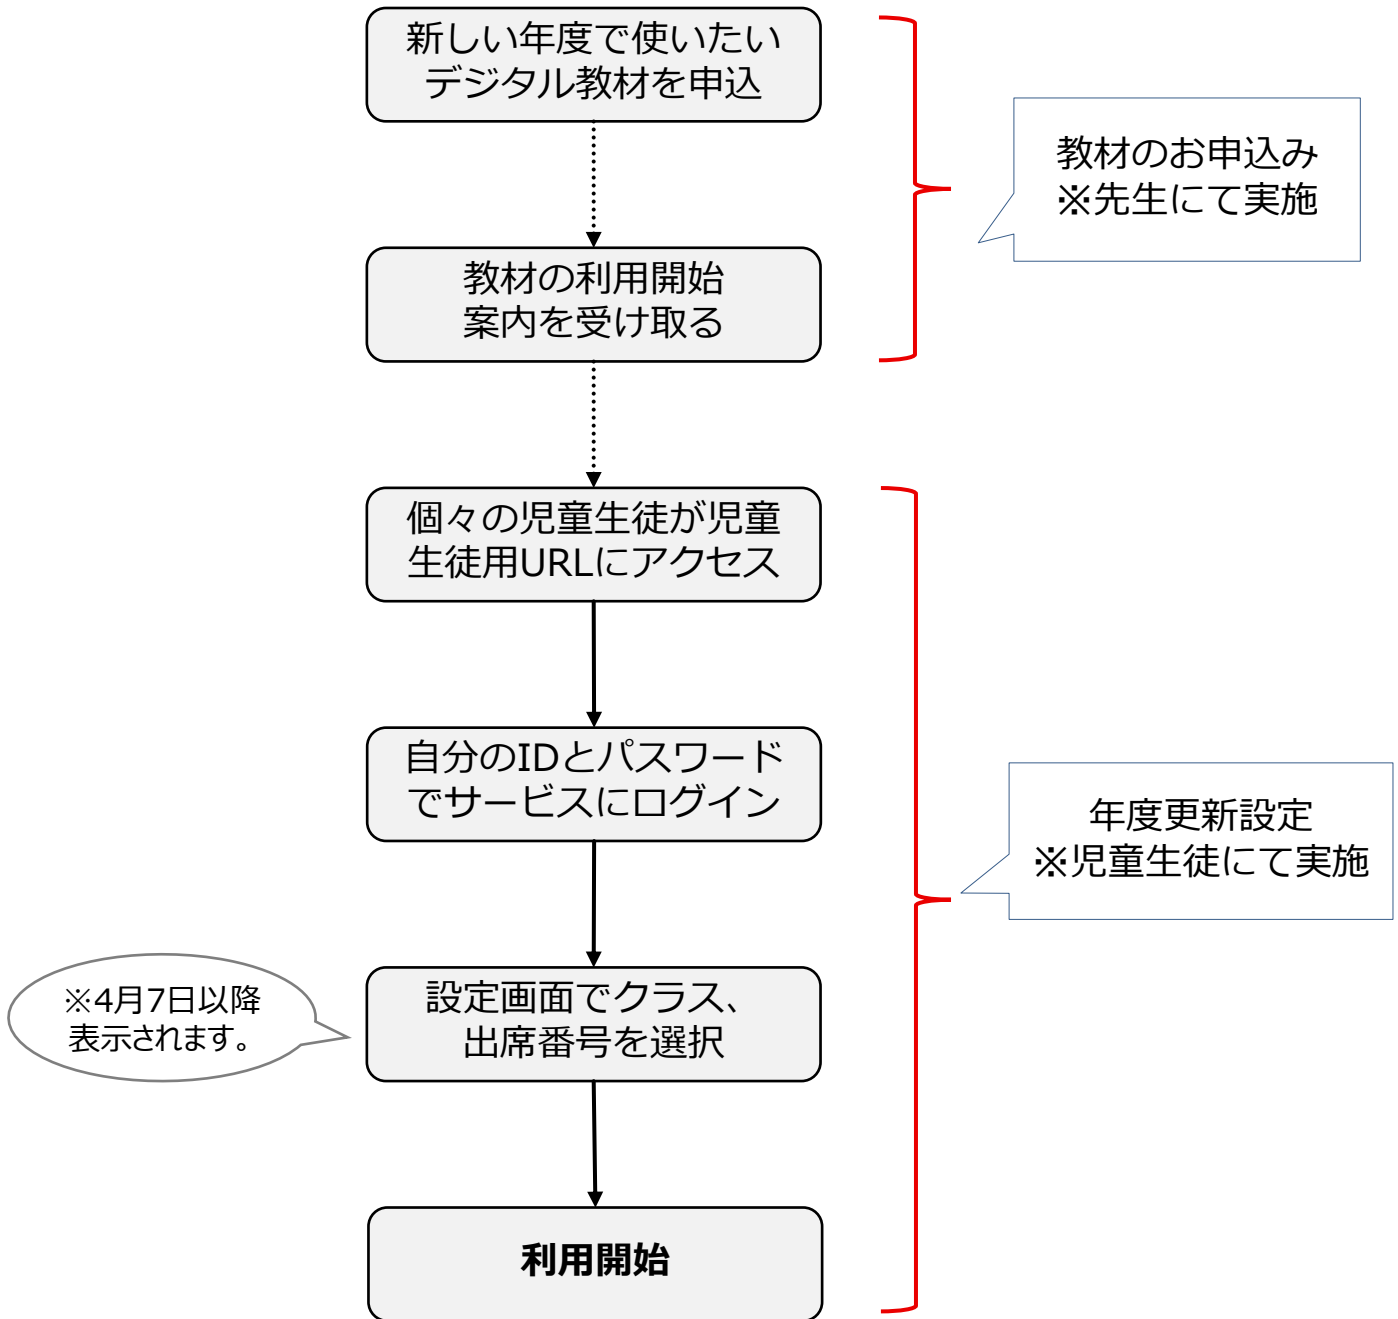 新しい年度で使いたい
デジタル教材を申込
教材のお申込み
※先生にて実施
教材の利用開始
案内を受け取る
個々の児童生徒が児童
生徒用URLにアクセス
自分のIDとパスワード
でサービスにログイン
年度更新設定
※児童生徒にて実施
※4月7日以降
表示されます。
設定画面でクラス、
出席番号を選択
利用開始